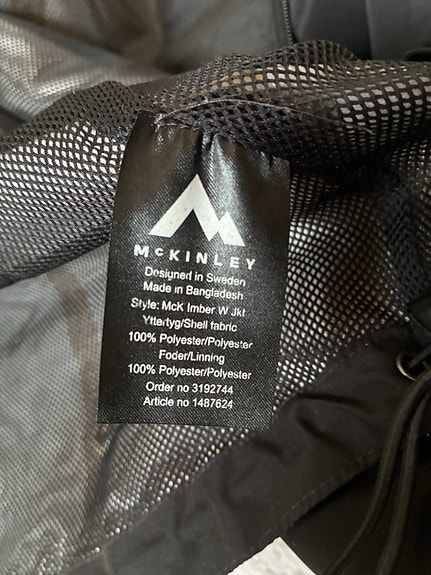 McKINLEY
Designed in Sweden
Made in Bangladesh
Style: McK Imber W Jkt
Yttertyg/Shell fabric
100% Polyester/Polyester
Foder/Linning
100% Polyester/Polyester
Order no 3192744
Article no 1487624